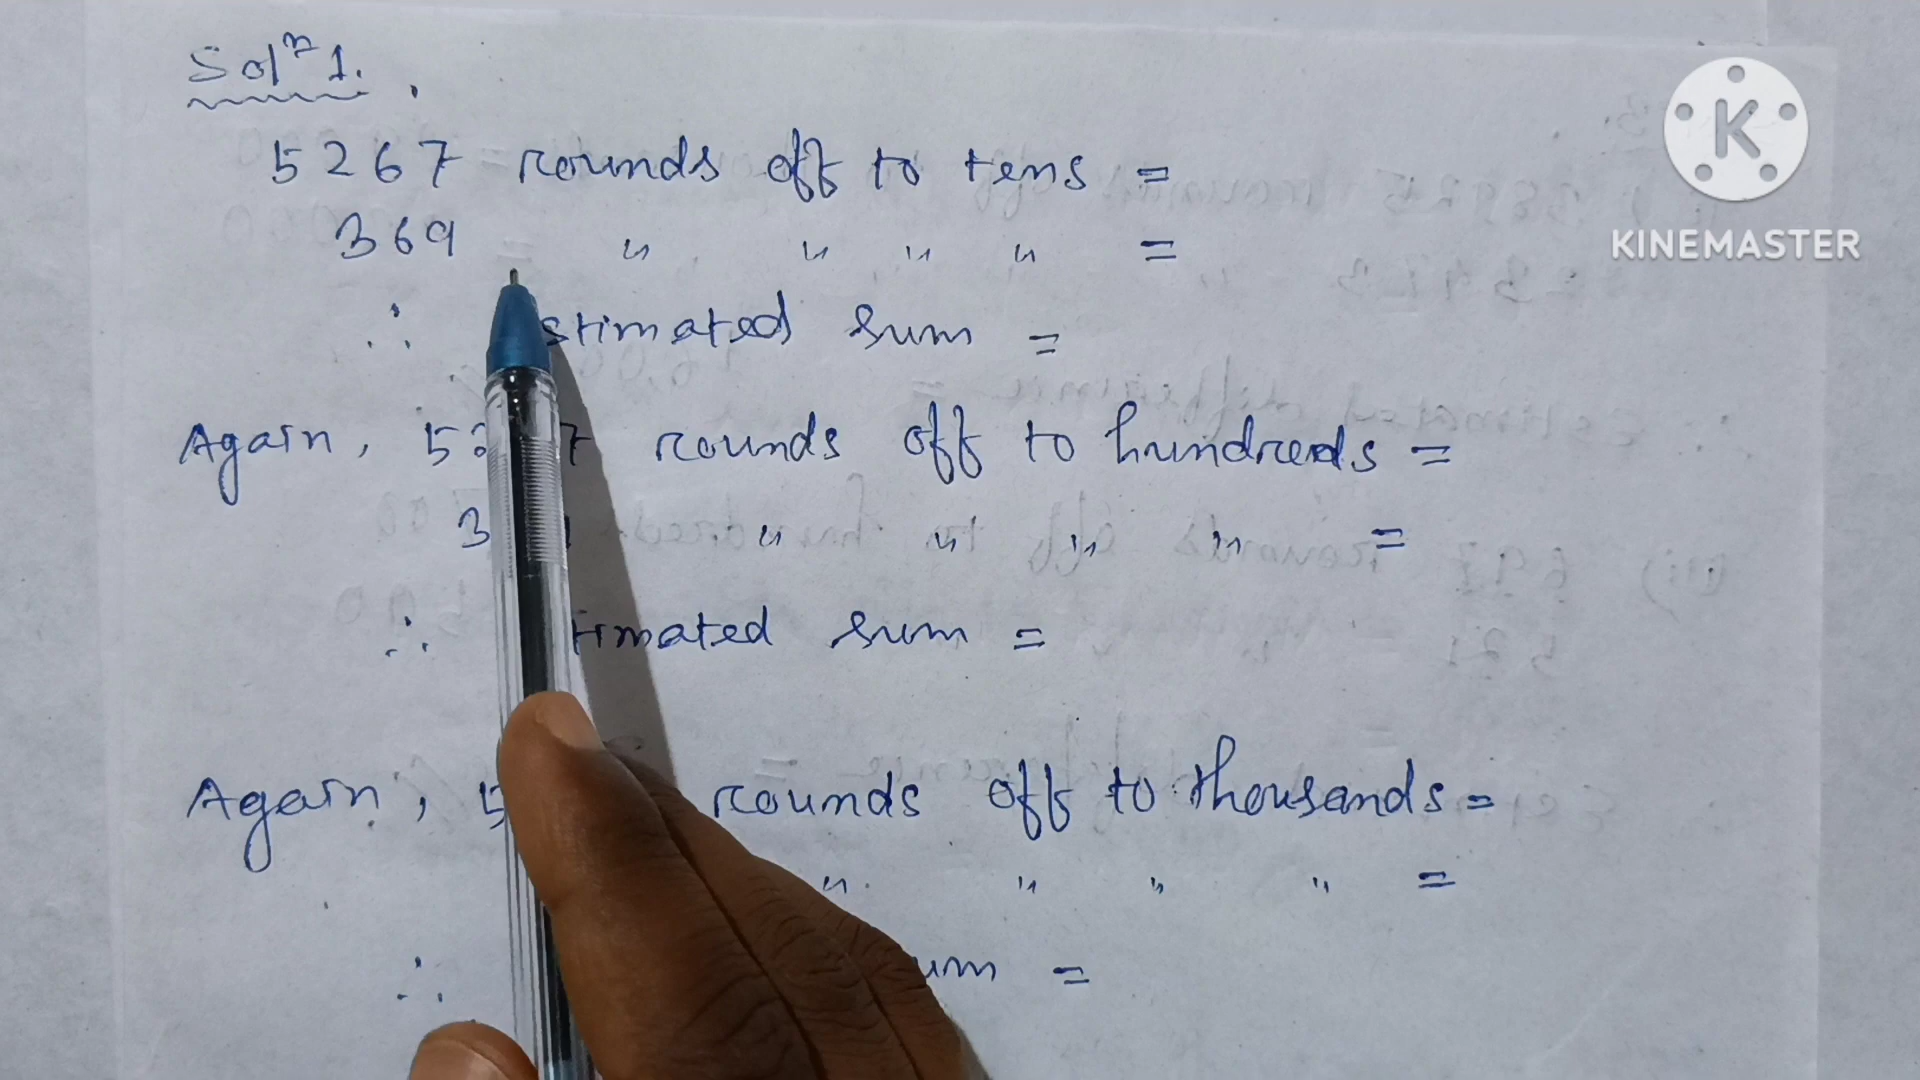 Solⁿ 1.
5267 rounds off to tens =
369 " " " " =
∴ stimated sum =
Again, 5 7 rounds off to hundreds =
3 " " " " =
∴ timated sum =
Again, 5 rounds off to thousands =
" " " " =
∴ um =
K
KINEMASTER